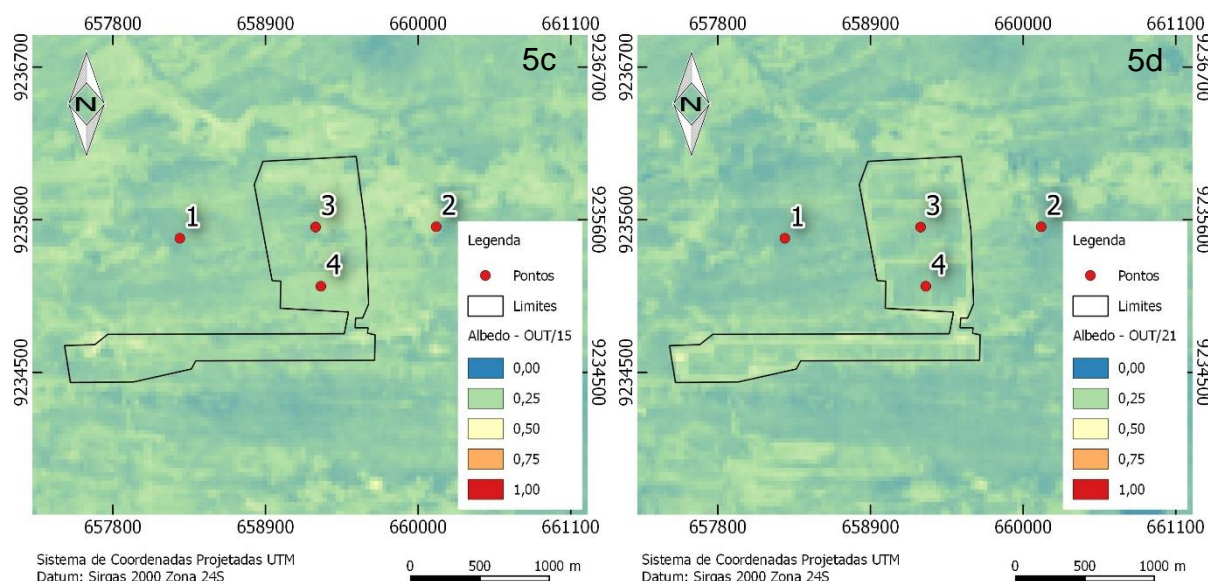 657800 658900 660000 661100
5c
9236700
9236700
N
1
3
2
4
9235600
9235600
Legenda
Pontos
Limites
Albedo - OUT/15
0,00
0,25
0,50
0,75
1,00
9234500
9234500
657800 658900 660000 661100
Sistema de Coordenadas Projetadas UTM
Datum: Sirgas 2000 Zona 24S
0 500 1000 m
657800 658900 660000 661100
5d
9236700
9236700
N
1
3
2
4
9235600
9235600
Legenda
Pontos
Limites
Albedo - OUT/21
0,00
0,25
0,50
0,75
1,00
9234500
9234500
657800 658900 660000 661100
Sistema de Coordenadas Projetadas UTM
Datum: Sirgas 2000 Zona 24S
0 500 1000 m